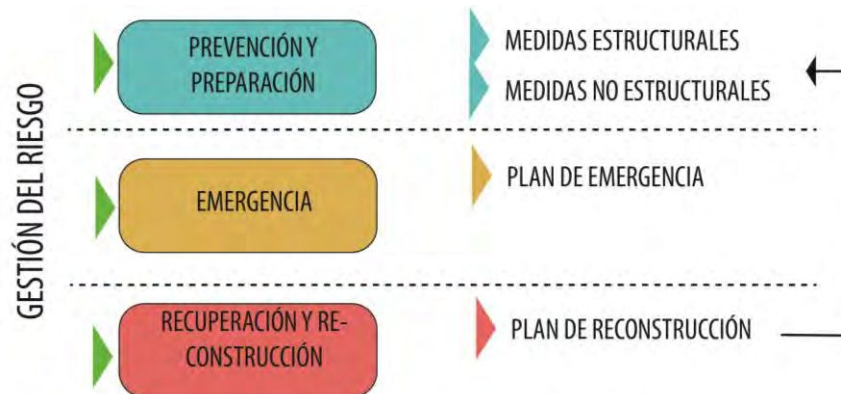 GESTIÓN DEL RIESGO
PREVENCIÓN Y
PREPARACIÓN
MEDIDAS ESTRUCTURALES
MEDIDAS NO ESTRUCTURALES
EMERGENCIA
PLAN DE EMERGENCIA
RECUPERACIÓN Y RE-
CONSTRUCCIÓN
PLAN DE RECONSTRUCCIÓN